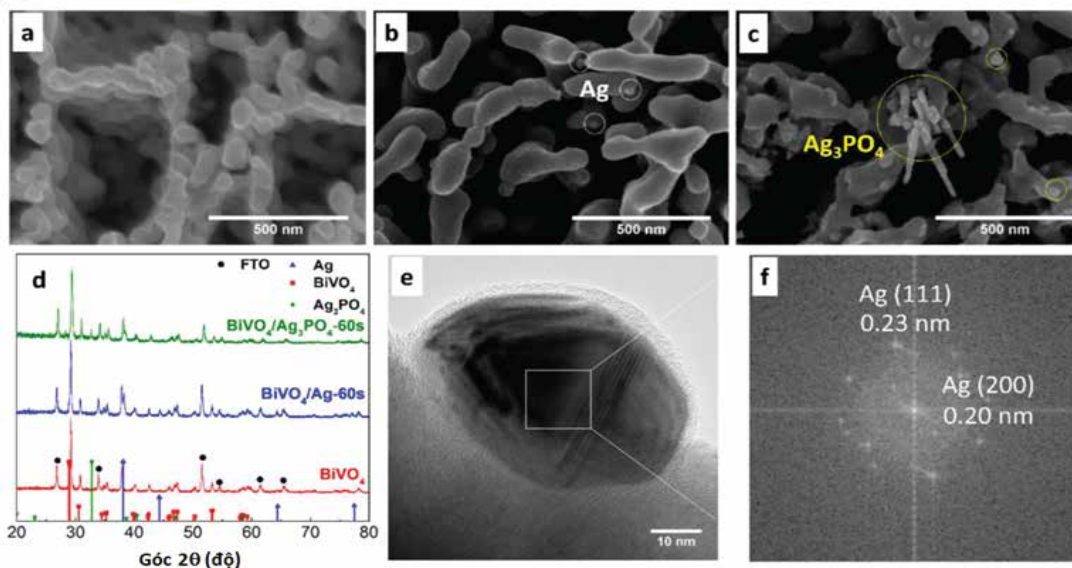 a
500 nm
b
Ag
500 nm
c
Ag₃PO₄
500 nm
d
FTO
Ag
BiVO₄
Ag₃PO₄
BiVO₄/Ag₃PO₄-60s
BiVO₄/Ag-60s
BiVO₄
20 30 40 50 60 70 80
Góc 2θ (độ)
e
10 nm
f
Ag (111)
0.23 nm
Ag (200)
0.20 nm